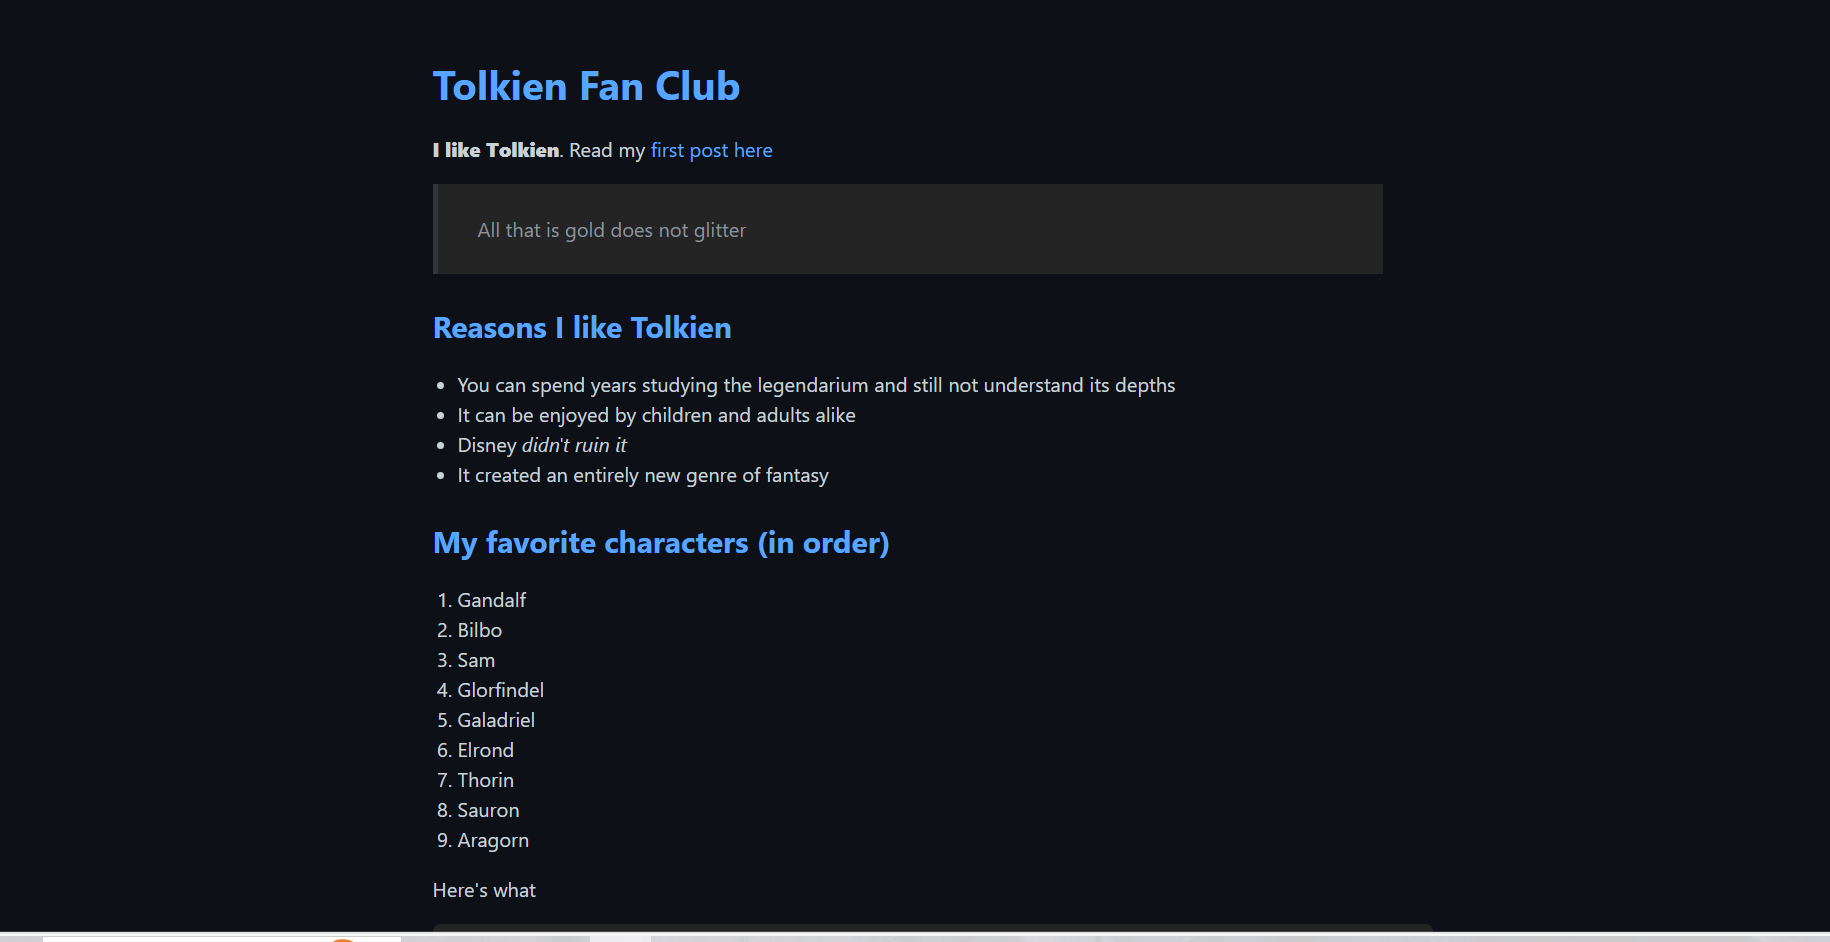 Tolkien Fan Club
I like Tolkien. Read my first post here
All that is gold does not glitter
Reasons I like Tolkien
• You can spend years studying the legendarium and still not understand its depths
• It can be enjoyed by children and adults alike
• Disney didn't ruin it
• It created an entirely new genre of fantasy
My favorite characters (in order)
1. Gandalf
2. Bilbo
3. Sam
4. Glorfindel
5. Galadriel
6. Elrond
7. Thorin
8. Sauron
9. Aragorn
Here's what